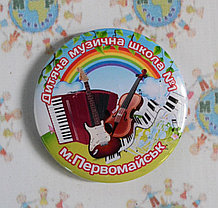 Дитяча музична школа №1
м.Первомайськ